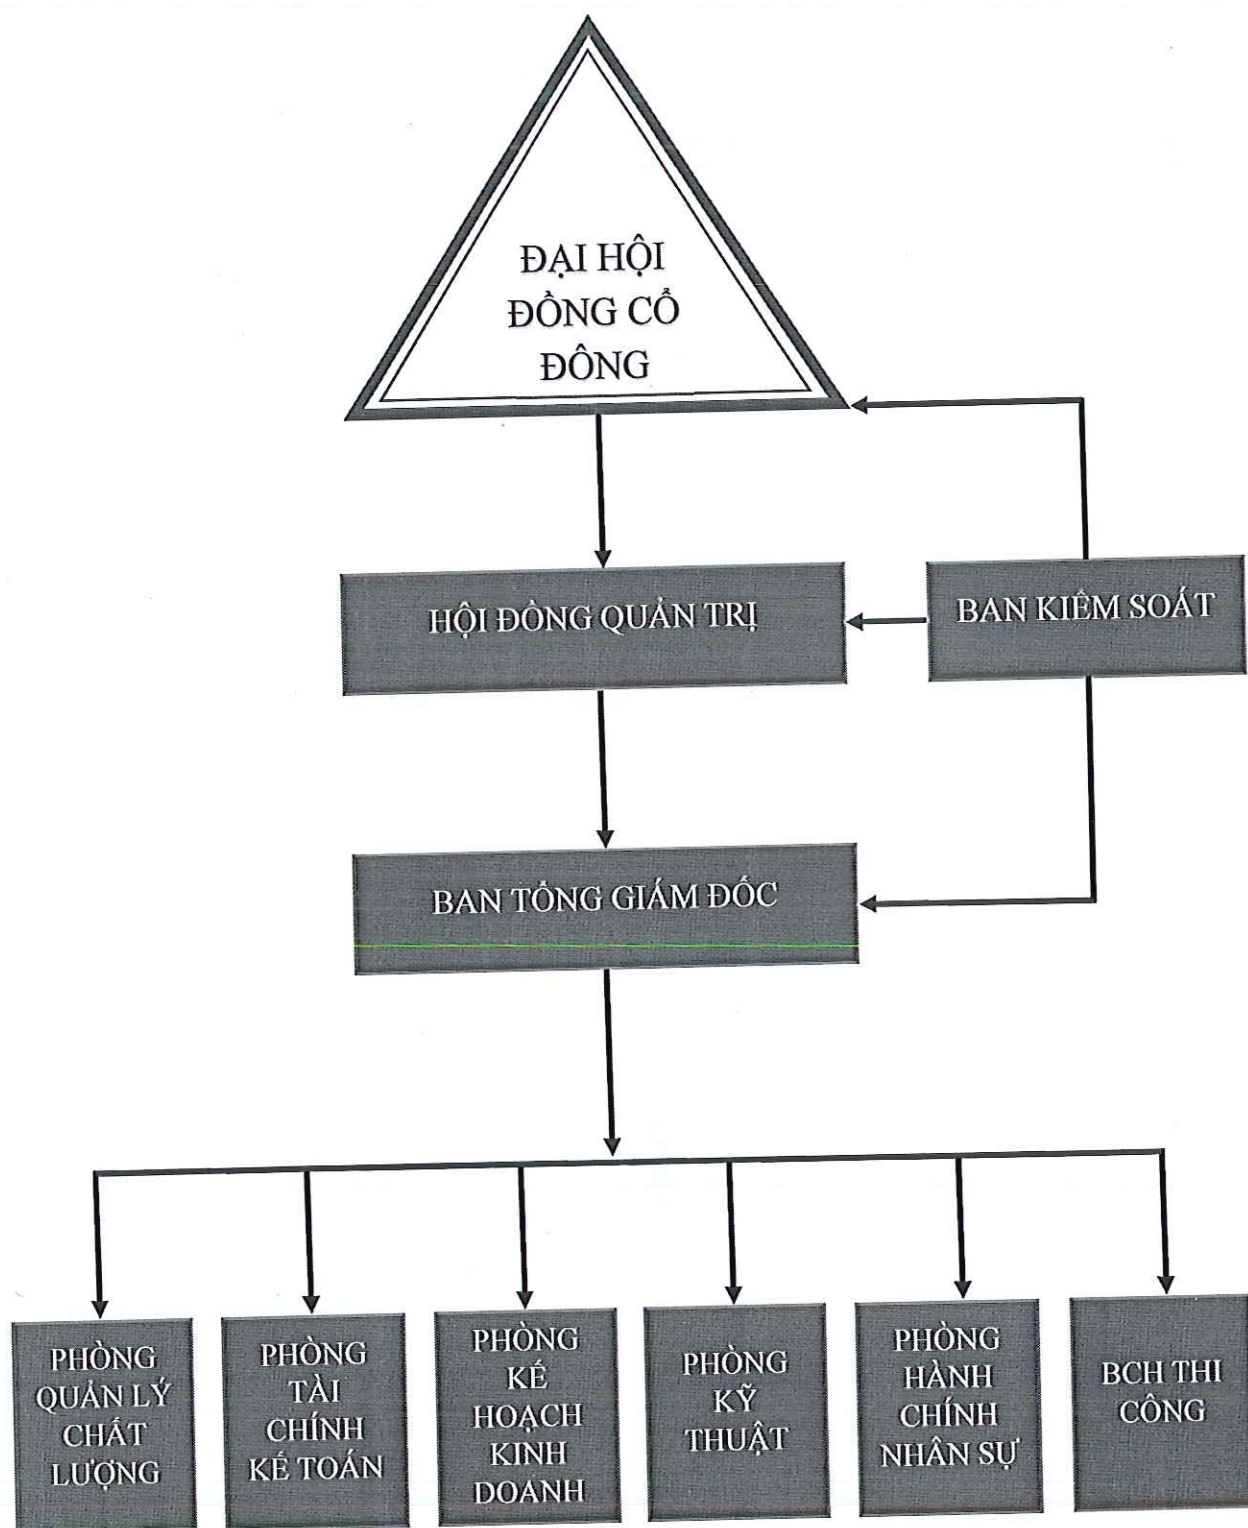 ĐẠI HỘI
ĐỒNG CỔ
ĐÔNG
HỘI ĐỒNG QUẢN TRỊ
BAN KIỂM SOÁT
BAN TỔNG GIÁM ĐỐC
PHÒNG
QUẢN LÝ
CHẤT
LƯỢNG
PHÒNG
TÀI
CHÍNH
KẾ TOÁN
PHÒNG
KẾ
HOẠCH
KINH
DOANH
PHÒNG
KỸ
THUẬT
PHÒNG
HÀNH
CHÍNH
NHÂN SỰ
BCH THI
CÔNG